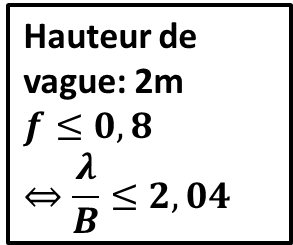 Hauteur de
vague: 2m
f ≤ 0,8
⇔ λ/B ≤ 2,04